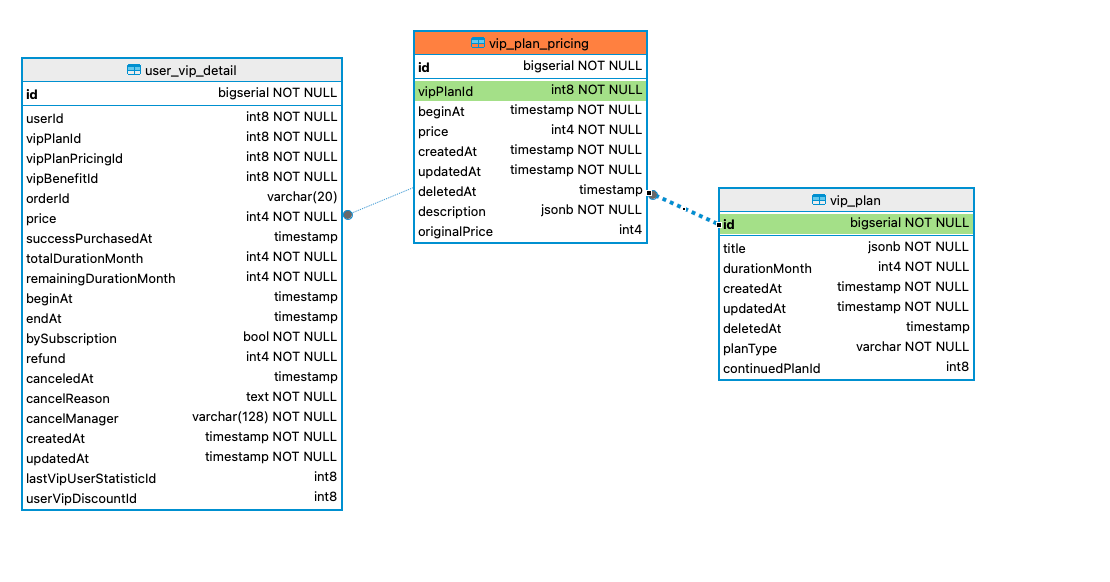 user_vip_detail
id bigserial NOT NULL
userId int8 NOT NULL
vipPlanId int8 NOT NULL
vipPlanPricingId int8 NOT NULL
vipBenefitId int8 NOT NULL
orderId varchar(20)
price int4 NOT NULL
successPurchasedAt timestamp
totalDurationMonth int4 NOT NULL
remainingDurationMonth int4 NOT NULL
beginAt timestamp
endAt timestamp
bySubscription bool NOT NULL
refund int4 NOT NULL
canceledAt timestamp
cancelReason text NOT NULL
cancelManager varchar(128) NOT NULL
createdAt timestamp NOT NULL
updatedAt timestamp NOT NULL
lastVipUserStatisticId int8
userVipDiscountId int8
vip_plan_pricing
id bigserial NOT NULL
vipPlanId int8 NOT NULL
beginAt timestamp NOT NULL
price int4 NOT NULL
createdAt timestamp NOT NULL
updatedAt timestamp NOT NULL
deletedAt timestamp
description jsonb NOT NULL
originalPrice int4
vip_plan
id bigserial NOT NULL
title jsonb NOT NULL
durationMonth int4 NOT NULL
createdAt timestamp NOT NULL
updatedAt timestamp NOT NULL
deletedAt timestamp
planType varchar NOT NULL
continuedPlanId int8